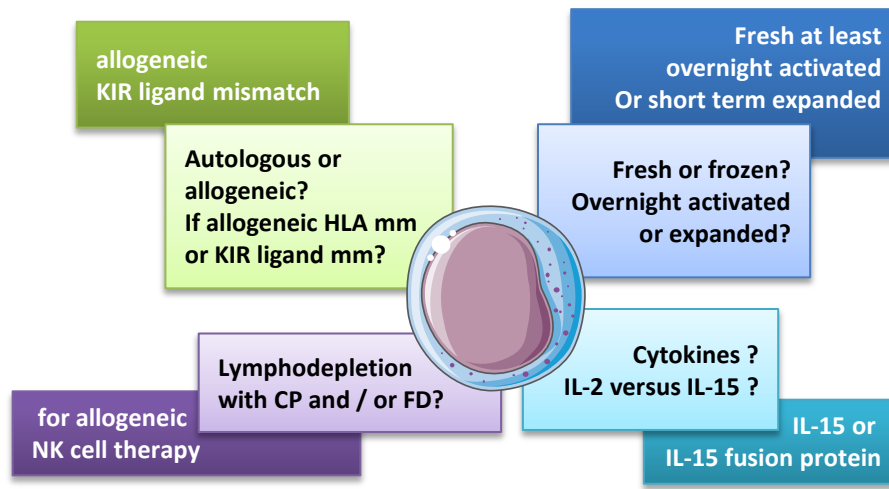 allogeneic
KIR ligand mismatch
Autologous or
allogeneic?
If allogeneic HLA mm
or KIR ligand mm?
Fresh at least
overnight activated
Or short term expanded
Fresh or frozen?
Overnight activated
or expanded?
Lymphodepletion
with CP and / or FD?
for allogeneic
NK cell therapy
Cytokines ?
IL-2 versus IL-15 ?
IL-15 or
IL-15 fusion protein